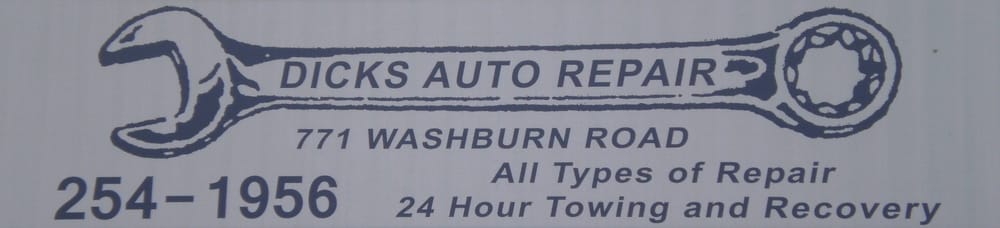 DICKS AUTO REPAIR
771 WASHBURN ROAD
All Types of Repair
254-1956
24 Hour Towing and Recovery